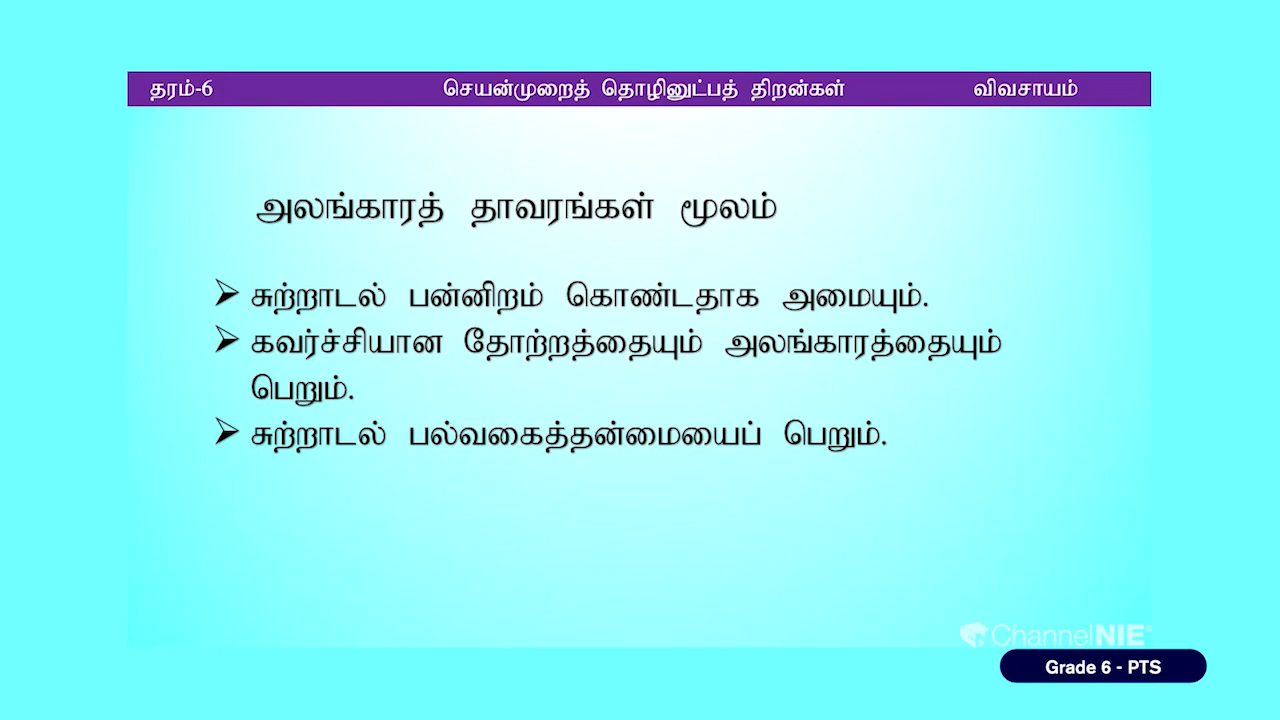 தரம்-6 செயன்முறைத் தொழினுட்பத் திறன்கள் விவசாயம்
அலங்காரத் தாவரங்கள் மூலம்
➢ சுற்றாடல் பன்னிறம் கொண்டதாக அமையும்.
➢ கவர்ச்சியான தோற்றத்தையும் அலங்காரத்தையும்
பெறும்.
➢ சுற்றாடல் பல்வகைத்தன்மையைப் பெறும்.
ChannelNIE
Grade 6 - PTS